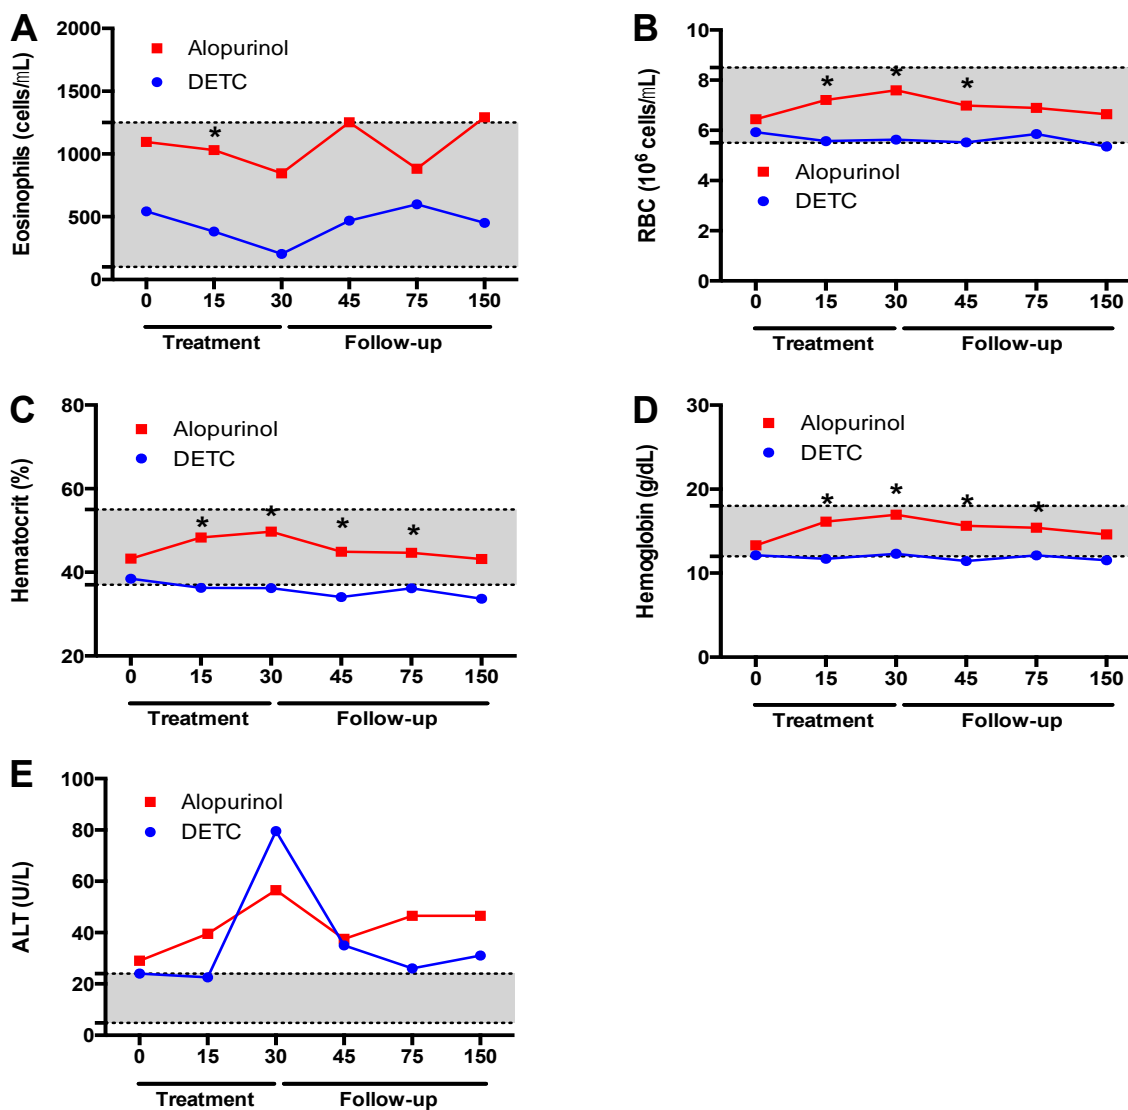 A
Eosinophils (cells/mL)
2000
1500
1000
500
0
Alopurinol
DETC
*
0 15 30 45 75 150
Treatment Follow-up
B
RBC (10⁶ cells/mL)
10
8
6
4
2
0
* * *
Alopurinol
DETC
0 15 30 45 75 150
Treatment Follow-up
C
Hematocrit (%)
80
60
40
20
Alopurinol
DETC
* * * *
0 15 30 45 75 150
Treatment Follow-up
D
Hemoglobin (g/dL)
30
20
10
0
Alopurinol
DETC
* * * *
0 15 30 45 75 150
Treatment Follow-up
E
ALT (U/L)
100
80
60
40
20
0
Alopurinol
DETC
0 15 30 45 75 150
Treatment Follow-up